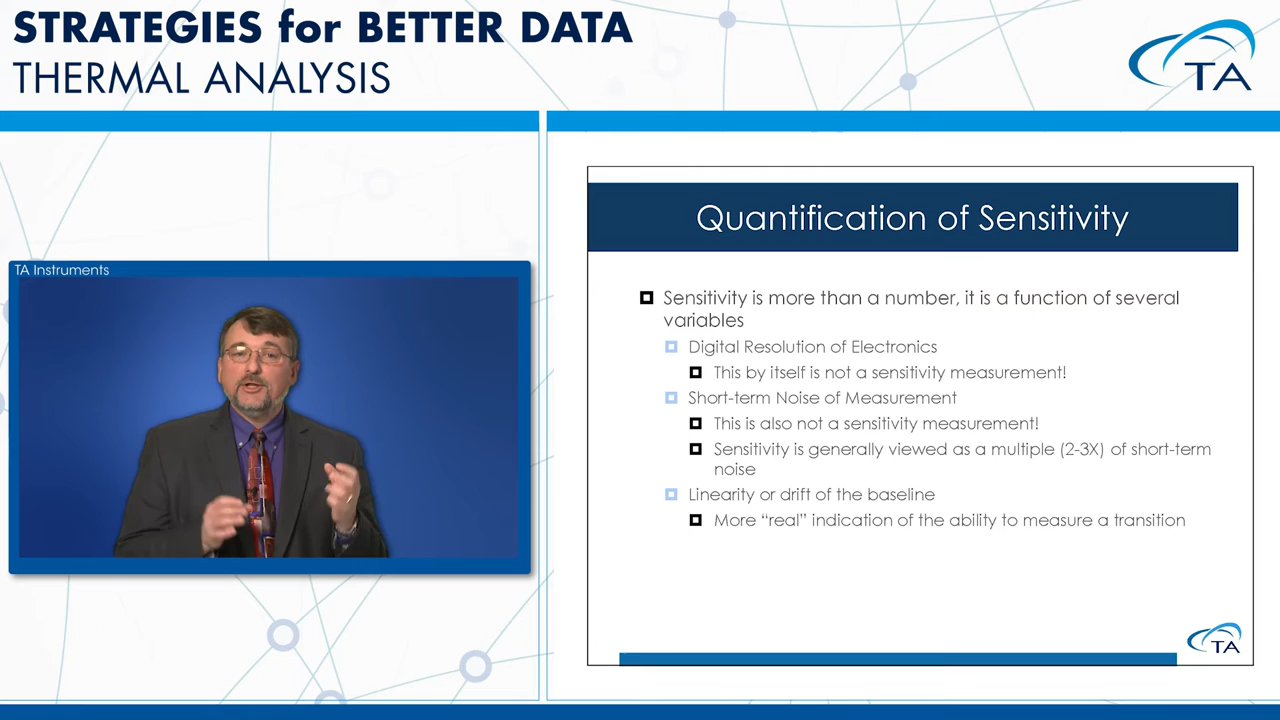 STRATEGIES for BETTER DATA
THERMAL ANALYSIS
TA
TA Instruments
Quantification of Sensitivity
Sensitivity is more than a number, it is a function of several
variables
Digital Resolution of Electronics
This by itself is not a sensitivity measurement!
Short-term Noise of Measurement
This is also not a sensitivity measurement!
Sensitivity is generally viewed as a multiple (2-3X) of short-term
noise
Linearity or drift of the baseline
More “real” indication of the ability to measure a transition
TA